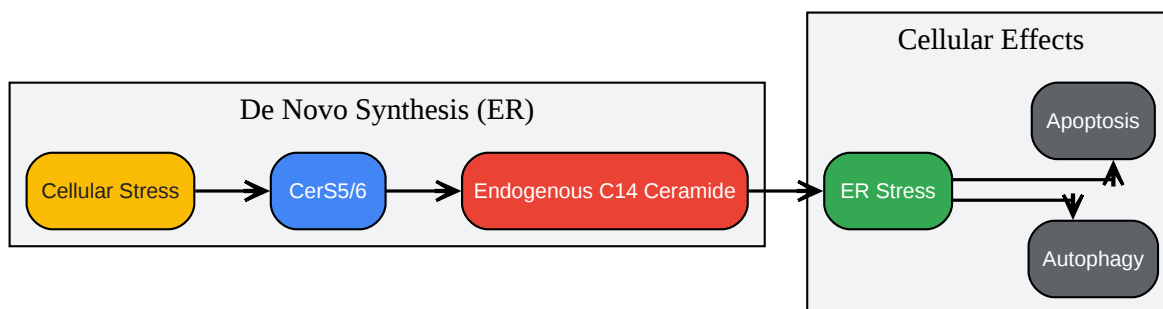 Cellular Effects
De Novo Synthesis (ER)
Apoptosis
Cellular Stress
CerS5/6
Endogenous C14 Ceramide
ER Stress
Autophagy